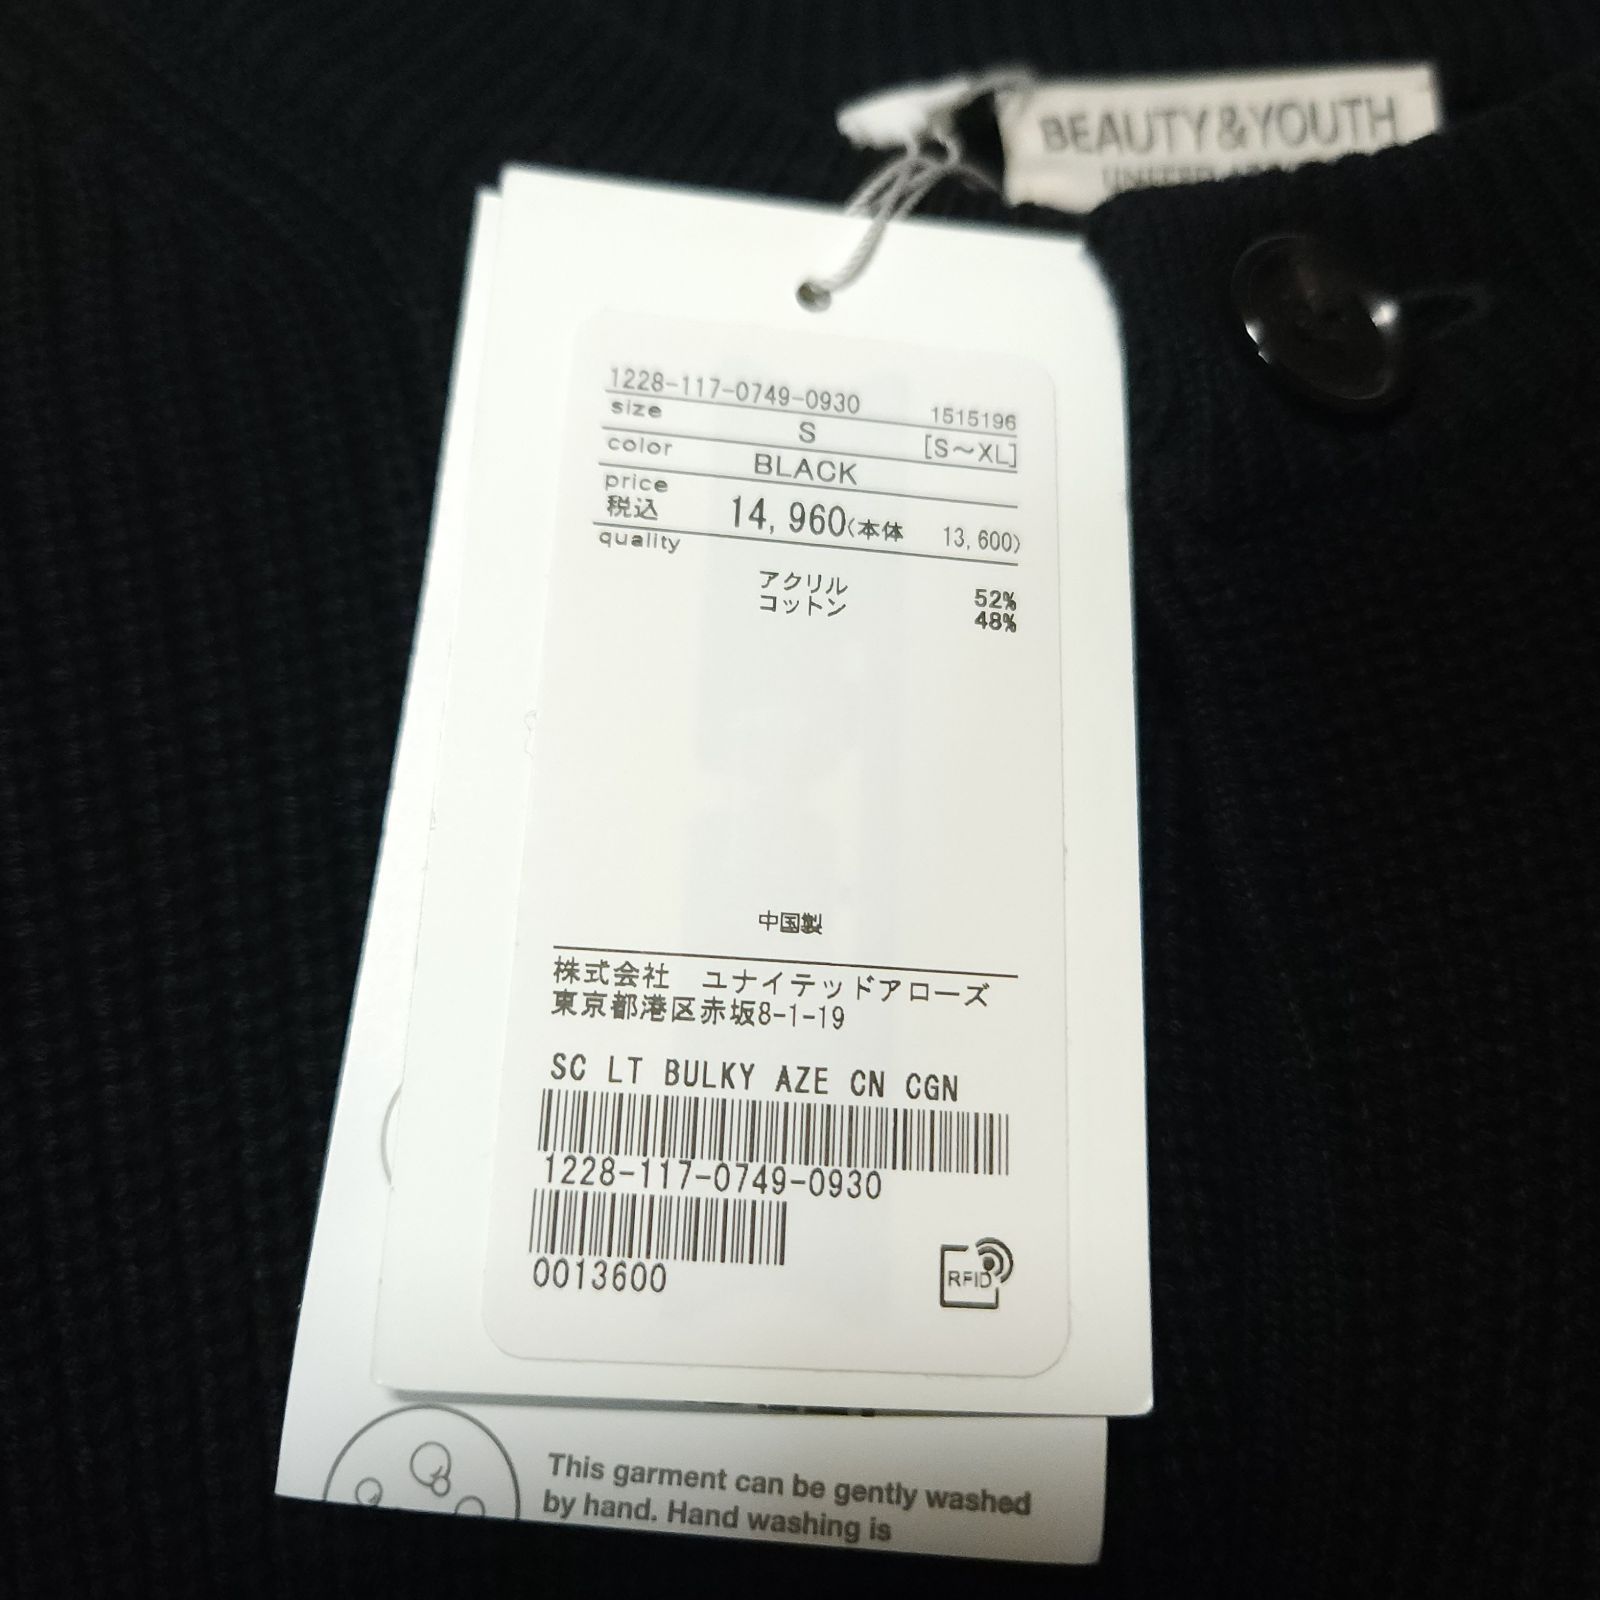 BEAUTY&YOUTH
UNITED
1228-117-0749-0930 1515196
size S [S〜XL]
color BLACK
price
税込 14,960(本体 13,600)
quality
アクリル 52%
コットン 48%
中国製
株式会社 ユナイテッドアローズ
東京都港区赤坂8-1-19
SC LT BULKY AZE CN CGN
1228-117-0749-0930
0013600
RFID
This garment can be gently washed
by hand. Hand washing is